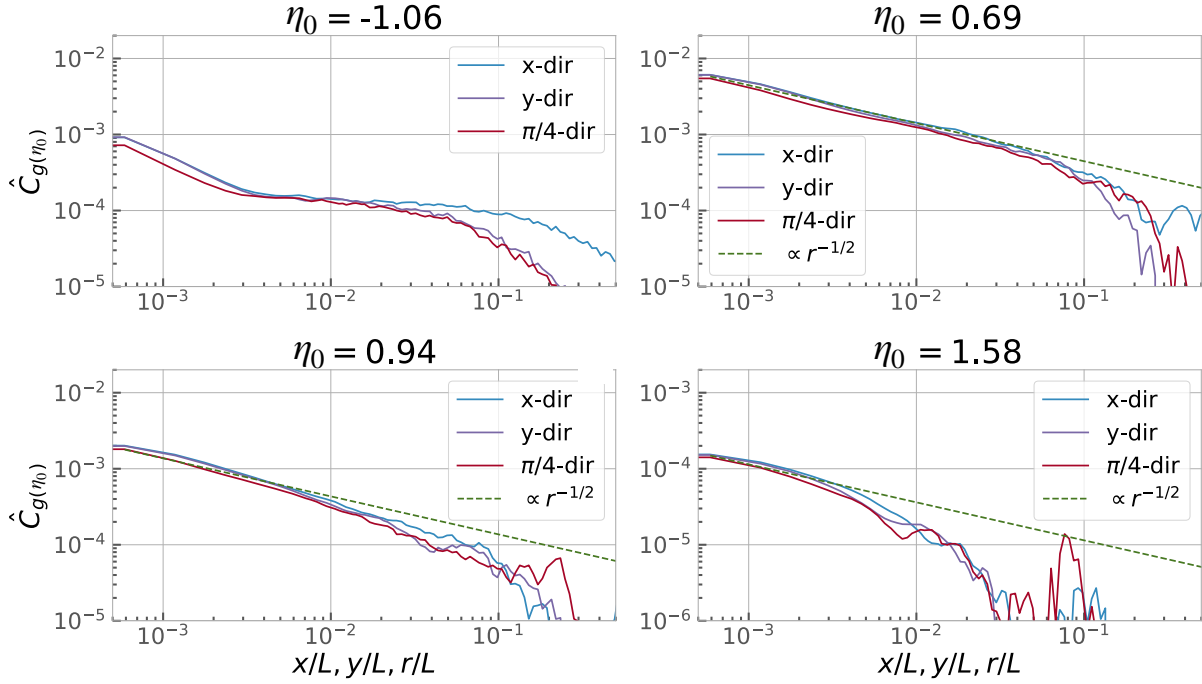 η₀ = -1.06
η₀ = 0.69
10⁻²
10⁻³
10⁻⁴
10⁻⁵
Ĉg(η₀)
x-dir
y-dir
π/4-dir
10⁻³
10⁻²
10⁻¹
10⁻²
10⁻³
10⁻⁴
10⁻⁵
x-dir
y-dir
π/4-dir
∝ r⁻¹/²
10⁻³
10⁻²
10⁻¹
η₀ = 0.94
η₀ = 1.58
10⁻²
10⁻³
10⁻⁴
10⁻⁵
Ĉg(η₀)
x-dir
y-dir
π/4-dir
∝ r⁻¹/²
10⁻³
10⁻²
10⁻¹
x/L, y/L, r/L
10⁻³
10⁻⁴
10⁻⁵
10⁻⁶
x-dir
y-dir
π/4-dir
∝ r⁻¹/²
10⁻³
10⁻²
10⁻¹
x/L, y/L, r/L